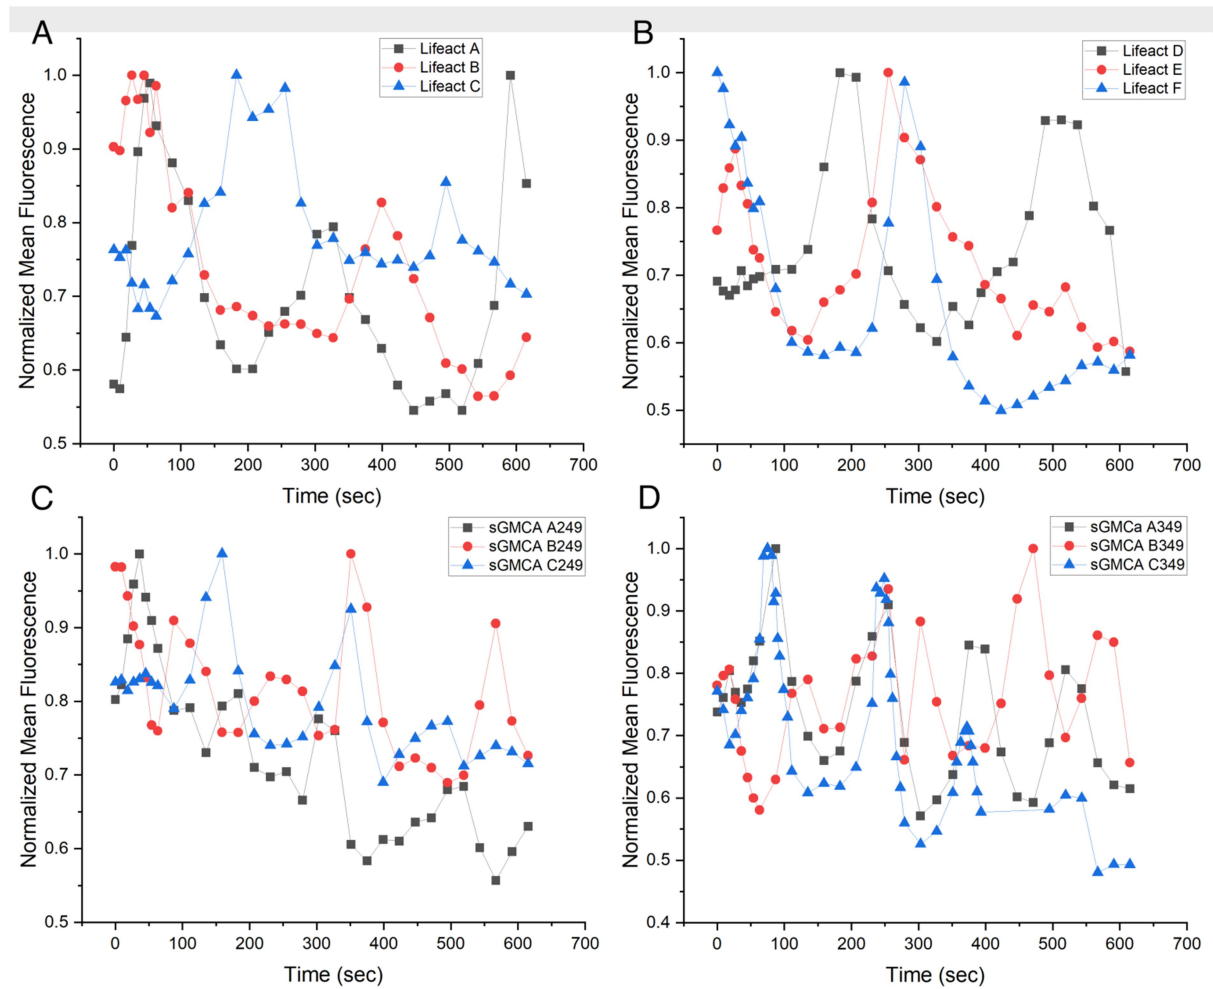 A
Lifeact A
Lifeact B
Lifeact C
1.0
0.9
0.8
0.7
0.6
0.5
Normalized Mean Fluorescence
0 100 200 300 400 500 600 700
Time (sec)
B
Lifeact D
Lifeact E
Lifeact F
1.0
0.9
0.8
0.7
0.6
0.5
Normalized Mean Fluorescence
0 100 200 300 400 500 600 700
Time (sec)
C
sGMCA A249
sGMCA B249
sGMCA C249
1.0
0.9
0.8
0.7
0.6
0.5
Normalized Mean Fluorescence
0 100 200 300 400 500 600 700
Time (sec)
D
sGMCa A349
sGMCA B349
sGMCA C349
1.0
0.9
0.8
0.7
0.6
0.5
0.4
Normalized Mean Fluorescence
0 100 200 300 400 500 600 700
Time (sec)